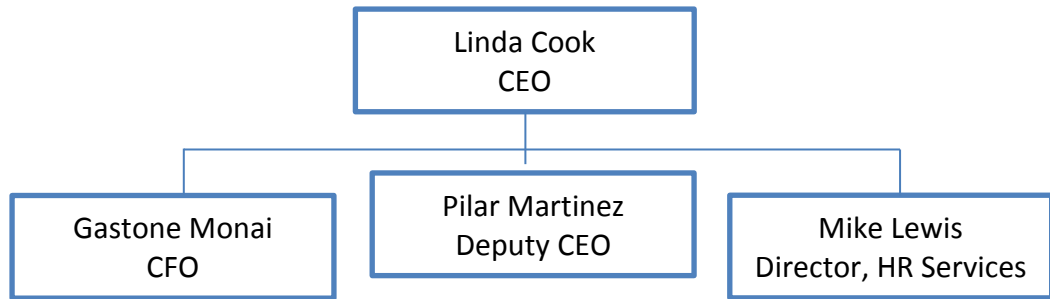 Linda Cook
CEO
Gastone Monai
CFO
Pilar Martinez
Deputy CEO
Mike Lewis
Director, HR Services